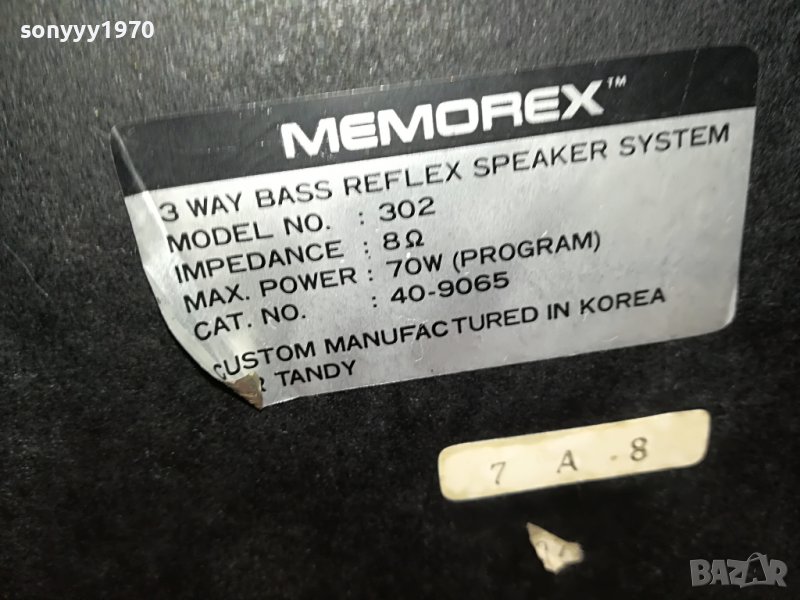 sonyyy1970
MEMOREX™
3 WAY BASS REFLEX SPEAKER SYSTEM
MODEL NO. : 302
IMPEDANCE : 8Ω
MAX. POWER : 70W (PROGRAM)
CAT. NO. : 40-9065
CUSTOM MANUFACTURED IN KOREA
TANDY
7 A - 8
BAZAR